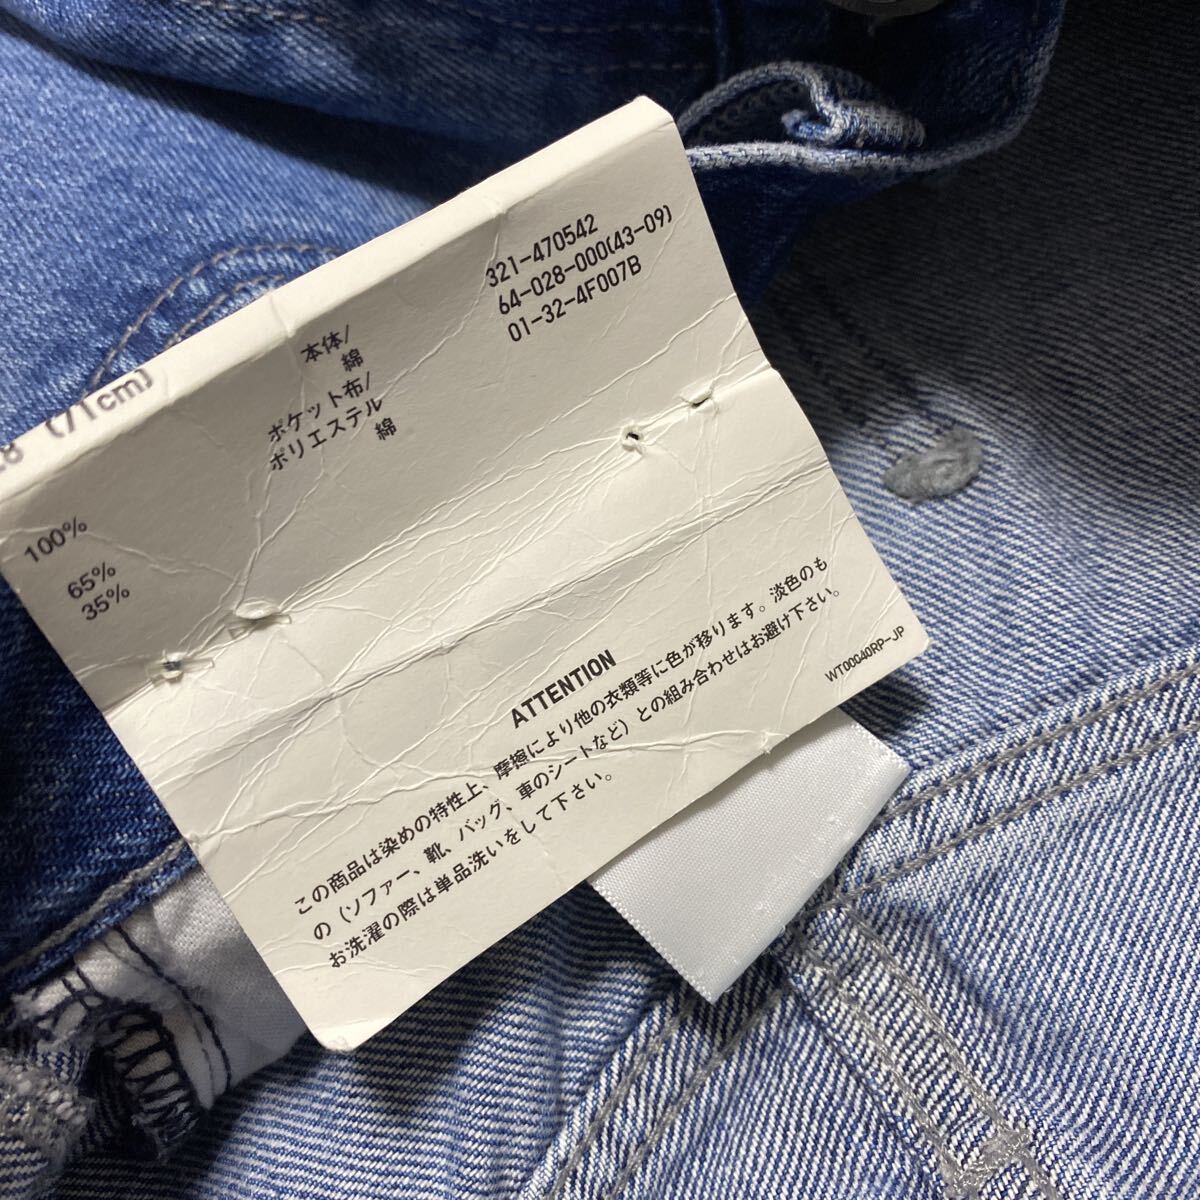 321-470542
64-028-000(43-09)
01-32-4F007B
本体/
綿
100%
ポケット布/
ポリエステル
65%
綿
35%
ATTENTION
この商品は染めの特性上、摩擦により他の衣類等に色が移ります。淡色のも
の(ソファー、靴、バッグ、車のシートなど)との組み合わせはお避け下さい。
お洗濯の際は単品洗いをして下さい。
WT00040RP-JP